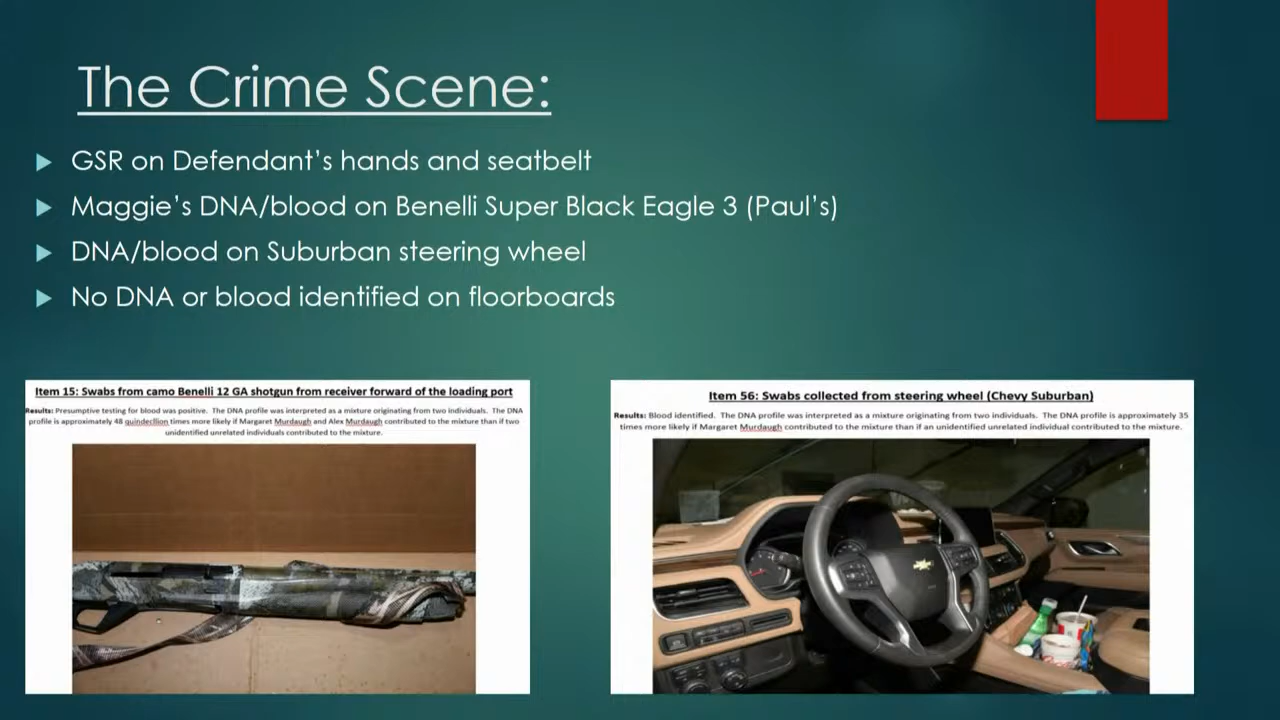 The Crime Scene:
GSR on Defendant's hands and seatbelt
Maggie's DNA/blood on Benelli Super Black Eagle 3 (Paul's)
DNA/blood on Suburban steering wheel
No DNA or blood identified on floorboards
Item 15: Swabs from camo Benelli 12 GA shotgun from receiver forward of the loading port
Results: Presumptive testing for blood was positive. The DNA profile was interpreted as a mixture originating from two individuals. The DNA
profile is approximately 48 quindecllion times more likely if Margaret Murdaugh and Alex Murdaugh contributed to the mixture than if two
unidentified unrelated individuals contributed to the mixture.
Item 56: Swabs collected from steering wheel (Chevy Suburban)
Results: Blood identified. The DNA profile was interpreted as a mixture originating from two individuals. The DNA profile is approximately 35
times more likely if Margaret Murdaugh contributed to the mixture than if an unidentified unrelated individual contributed to the mixture.